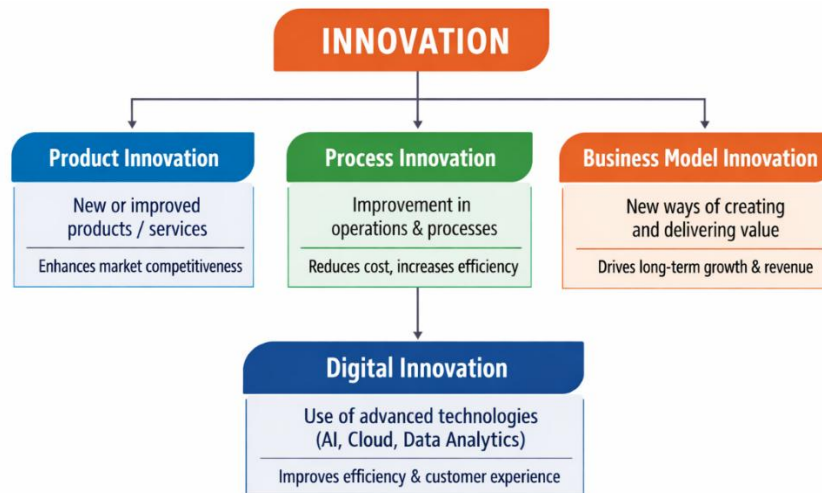 INNOVATION
Product Innovation
New or improved
products / services
Enhances market competitiveness
Process Innovation
Improvement in
operations & processes
Reduces cost, increases efficiency
Business Model Innovation
New ways of creating
and delivering value
Drives long-term growth & revenue
Digital Innovation
Use of advanced technologies
(AI, Cloud, Data Analytics)
Improves efficiency & customer experience